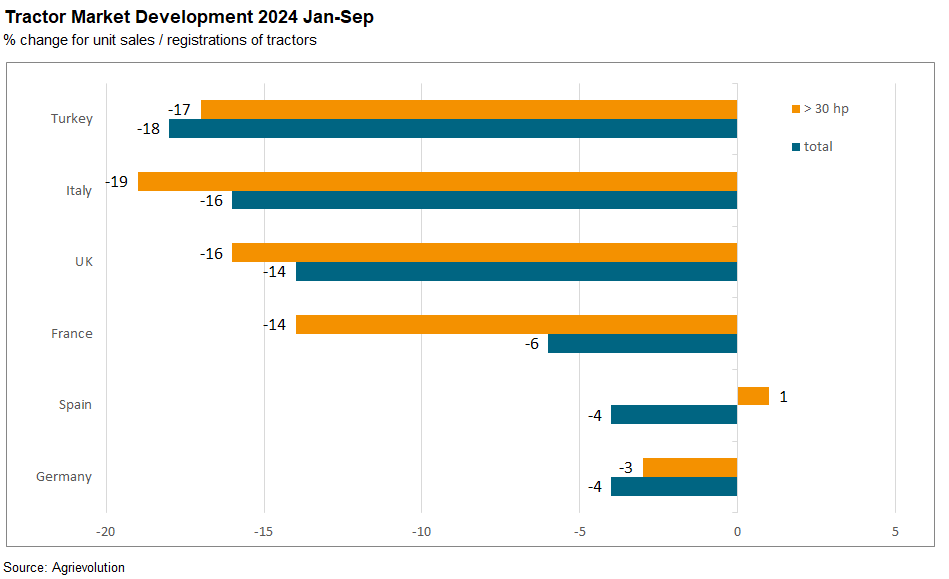 Tractor Market Development 2024 Jan-Sep
% change for unit sales / registrations of tractors
> 30 hp
total
Turkey
-17
-18
Italy
-19
-16
UK
-16
-14
France
-14
-6
Spain
1
-4
Germany
-3
-4
-20
-15
-10
-5
0
5
Source: Agrievolution